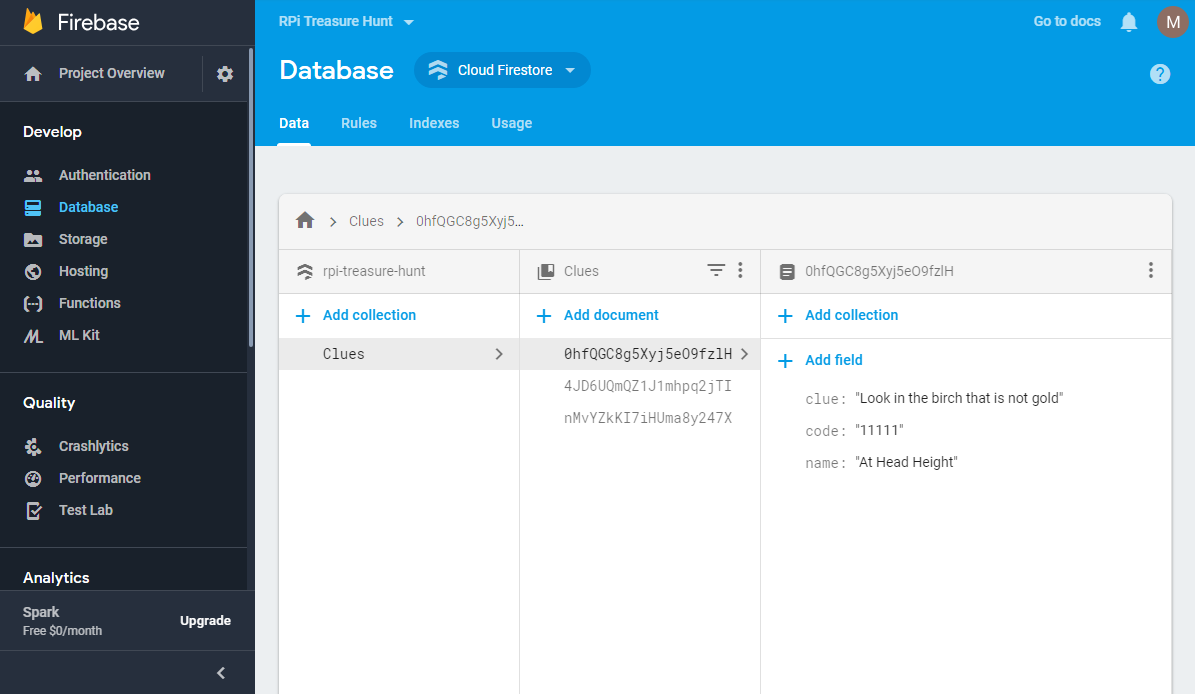 Firebase
Project Overview
Develop
Authentication
Database
Storage
Hosting
Functions
ML Kit
Quality
Crashlytics
Performance
Test Lab
Analytics
Spark
Free $0/month
Upgrade
RPi Treasure Hunt
Go to docs
M
Database
Cloud Firestore
?
Data
Rules
Indexes
Usage
Clues
0hfQGC8g5Xyj5...
rpi-treasure-hunt
Add collection
Clues
Clues
Add document
0hfQGC8g5Xyj5eO9fzlH
4JD6UQmQZ1J1mhpq2jTI
nMvYZkKI7iHUma8y247X
0hfQGC8g5Xyj5eO9fzlH
Add collection
Add field
clue: "Look in the birch that is not gold"
code: "11111"
name: "At Head Height"